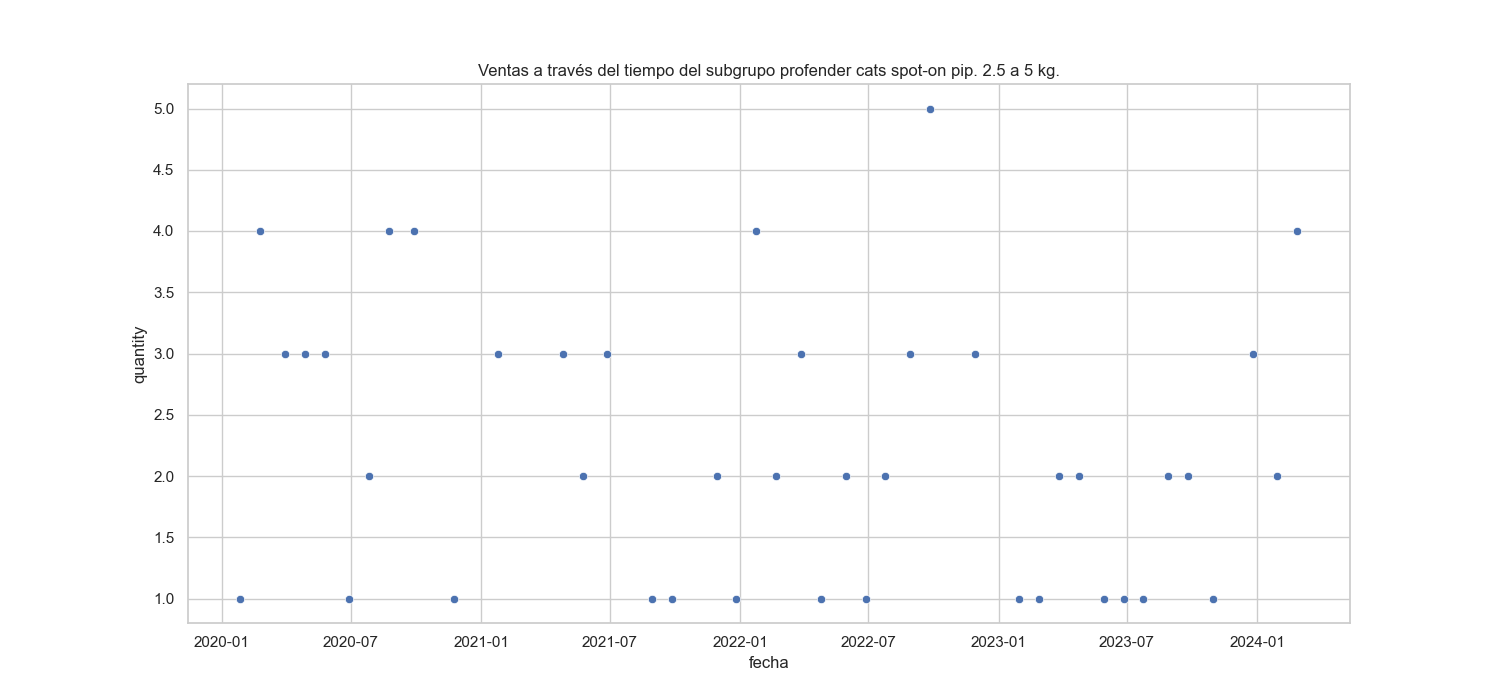 Ventas a través del tiempo del subgrupo profender cats spot-on pip. 2.5 a 5 kg.
5.0
4.5
4.0
3.5
3.0
2.5
2.0
1.5
1.0
quantity
2020-01 2020-07 2021-01 2021-07 2022-01 2022-07 2023-01 2023-07 2024-01
fecha